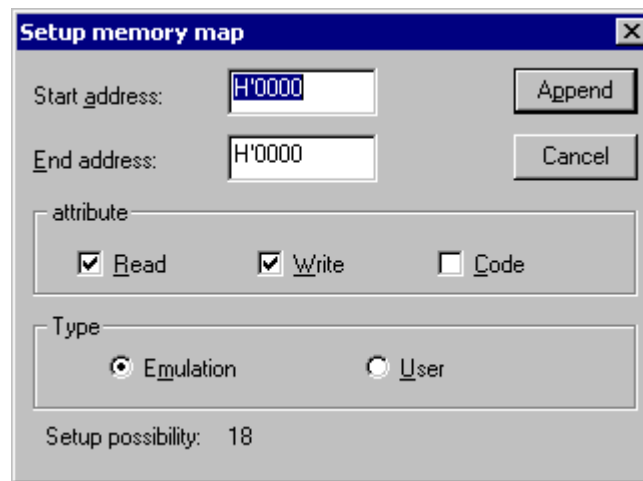 Setup memory map
Start address: H'0000 Append
End address: H'0000 Cancel
attribute
Read Write Code
Type
Emulation User
Setup possibility: 18